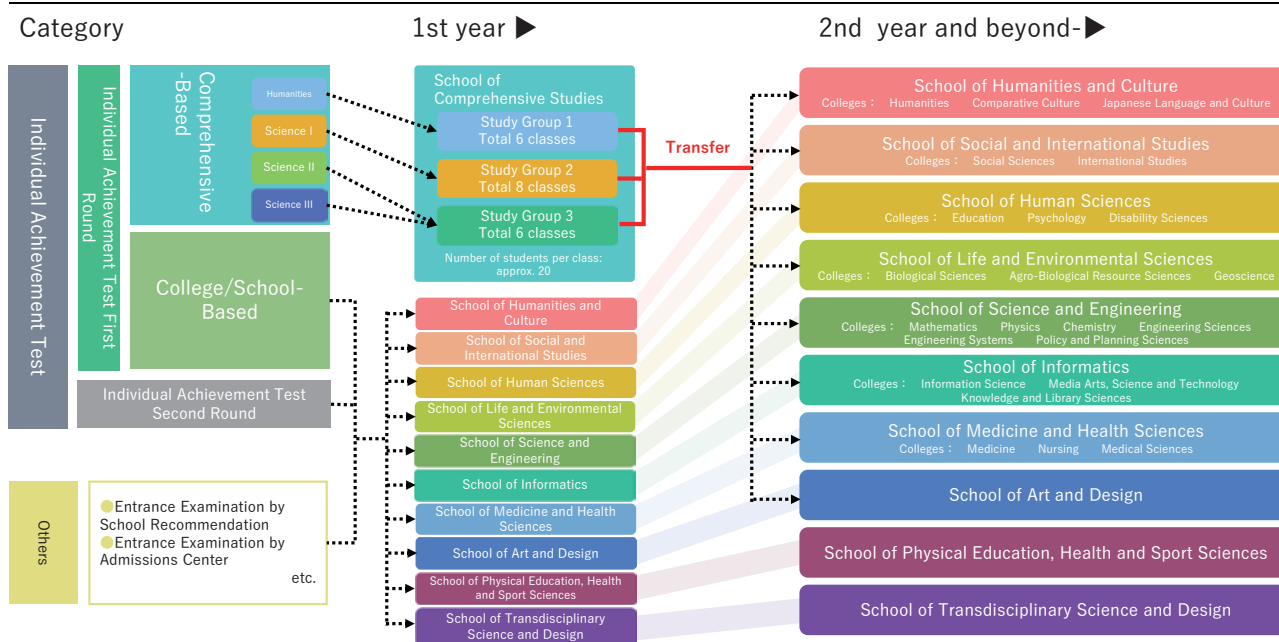 Category
1st year ▶
2nd year and beyond-▶
Individual Achievement Test
Individual Achievement Test First
Round
Comprehensive
-Based
Humanities
Science I
Science II
Science III
College/School-
Based
Individual Achievement Test
Second Round
Others
Entrance Examination by
School Recommendation
Entrance Examination by
Admissions Center
etc.
School of
Comprehensive Studies
Study Group 1
Total 6 classes
Study Group 2
Total 8 classes
Study Group 3
Total 6 classes
Number of students per class:
approx. 20
Transfer
School of Humanities and
Culture
School of Social and
International Studies
School of Human Sciences
School of Life and Environmental
Sciences
School of Science and
Engineering
School of Informatics
School of Medicine and Health
Sciences
School of Art and Design
School of Physical Education, Health
and Sport Sciences
School of Transdisciplinary
Science and Design
School of Humanities and Culture
Colleges： Humanities Comparative Culture Japanese Language and Culture
School of Social and International Studies
Colleges： Social Sciences International Studies
School of Human Sciences
Colleges： Education Psychology Disability Sciences
School of Life and Environmental Sciences
Colleges： Biological Sciences Agro-Biological Resource Sciences Geoscience
School of Science and Engineering
Colleges： Mathematics Physics Chemistry Engineering Sciences
Engineering Systems Policy and Planning Sciences
School of Informatics
Colleges： Information Science Media Arts, Science and Technology
Knowledge and Library Sciences
School of Medicine and Health Sciences
Colleges： Medicine Nursing Medical Sciences
School of Art and Design
School of Physical Education, Health and Sport Sciences
School of Transdisciplinary Science and Design